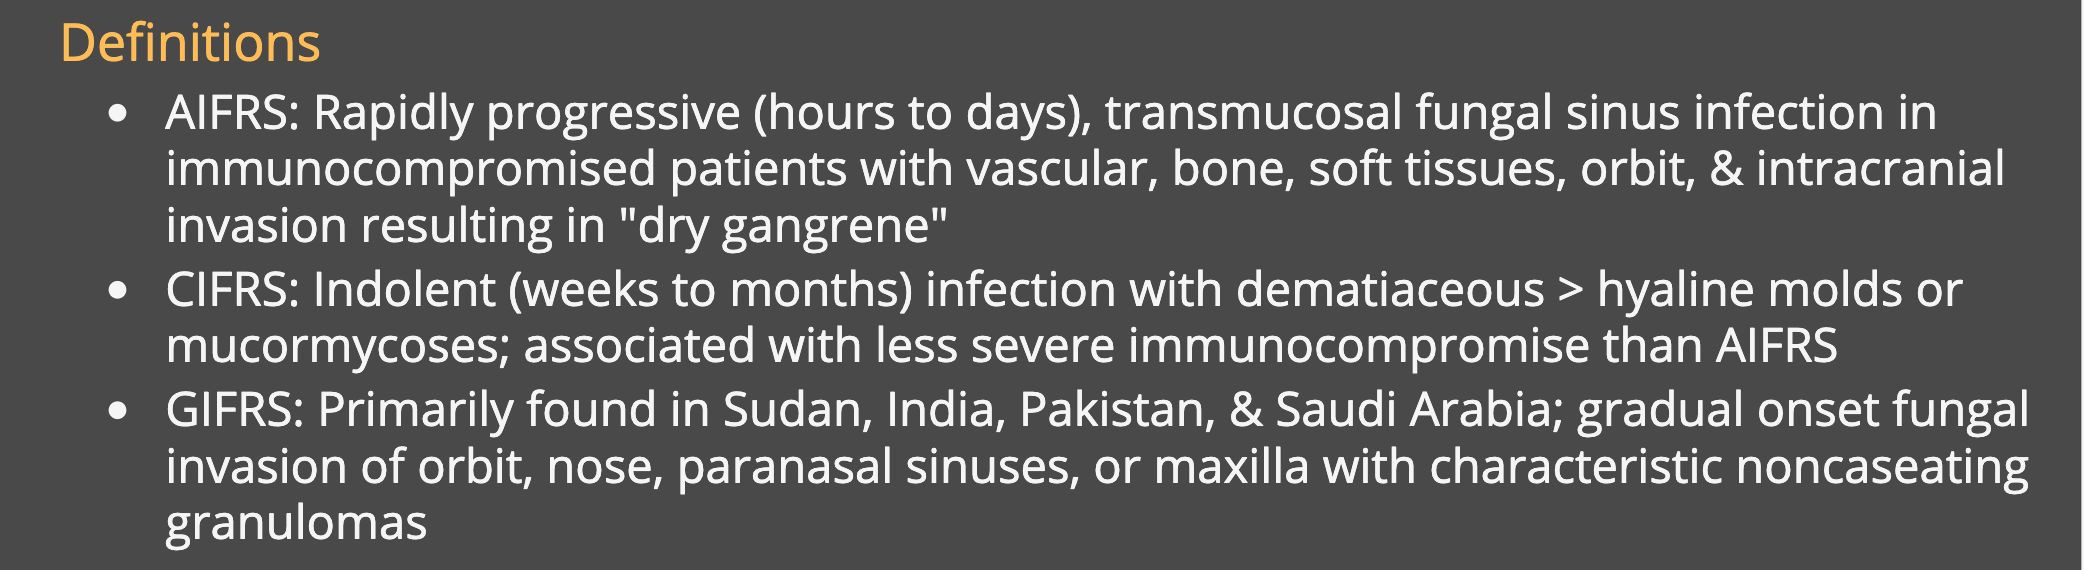 Definitions
• AIFRS: Rapidly progressive (hours to days), transmucosal fungal sinus infection in
immunocompromised patients with vascular, bone, soft tissues, orbit, & intracranial
invasion resulting in "dry gangrene"
• CIFRS: Indolent (weeks to months) infection with dematiaceous > hyaline molds or
mucormycoses; associated with less severe immunocompromise than AIFRS
• GIFRS: Primarily found in Sudan, India, Pakistan, & Saudi Arabia; gradual onset fungal
invasion of orbit, nose, paranasal sinuses, or maxilla with characteristic noncaseating
granulomas